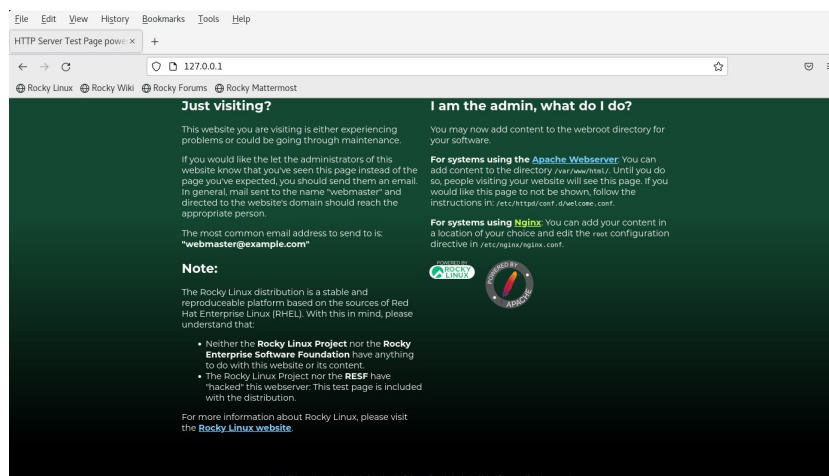 File Edit View History Bookmarks Tools Help
HTTP Server Test Page power
127.0.0.1
Rocky Linux Rocky Wiki Rocky Forums Rocky Mattermost
Just visiting?
This website you are visiting is either experiencing
problems or could be going through maintenance.
If you would like the let the administrators of this
website know that you've seen this page instead of the
page you've expected, you should send them an email.
In general, mail sent to the name "webmaster" and
directed to the website's domain should reach the
appropriate person.
The most common email address to send to is:
"webmaster@example.com"
Note:
The Rocky Linux distribution is a stable and
reproduceable platform based on the sources of Red
Hat Enterprise Linux (RHEL). With this in mind, please
understand that:
• Neither the Rocky Linux Project nor the Rocky
Enterprise Software Foundation have anything
to do with this website or its content.
• The Rocky Linux Project nor the RESF have
"hacked" this webserver: This test page is included
with the distribution.
For more information about Rocky Linux, please visit
the Rocky Linux website.
I am the admin, what do I do?
You may now add content to the webroot directory for
your software.
For systems using the Apache Webserver: You can
add content to the directory /var/www/html/. Until you do
so, people visiting your website will see this page. If you
would like this page to not be shown, follow the
instructions in: /etc/httpd/conf.d/welcome.conf.
For systems using Nginx: You can add your content in
a location of your choice and edit the root configuration
directive in /etc/nginx/nginx.conf.
POWERED BY
ROCKY
LINUX
POWERED BY
APACHE